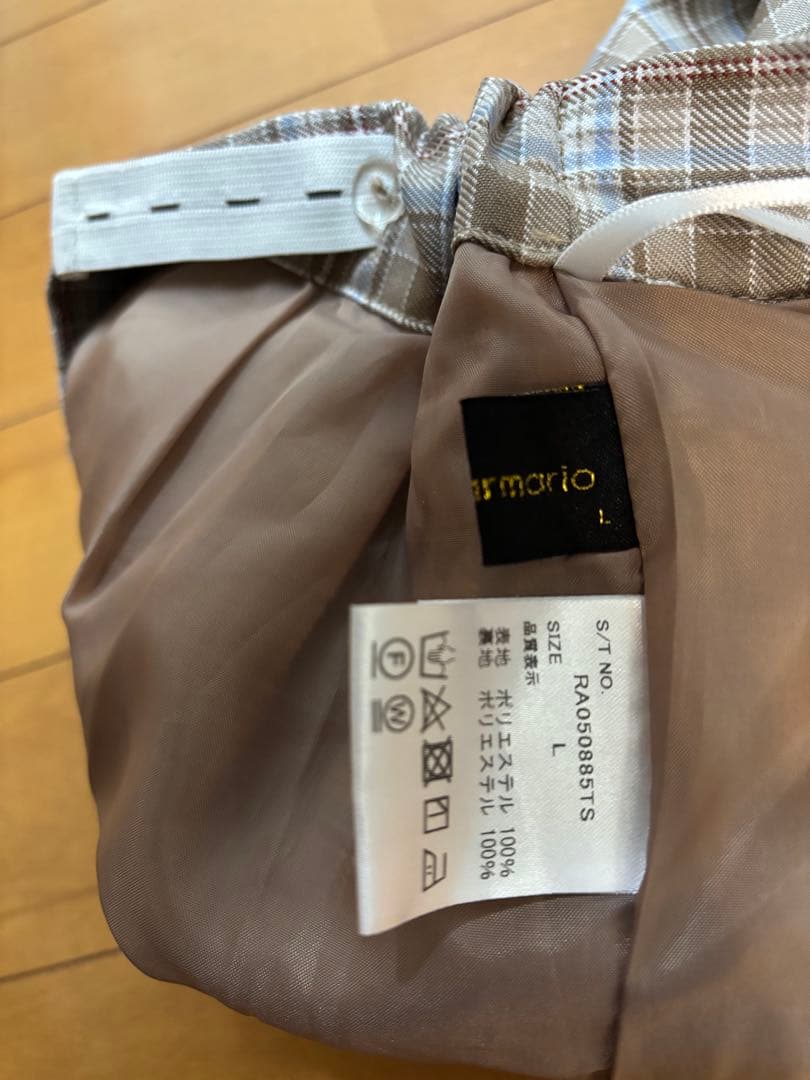 armario
L
S/T NO.
RA050885TS
SIZE
L
品質表示
表地 ポリエステル 100%
裏地 ポリエステル 100%
F
W